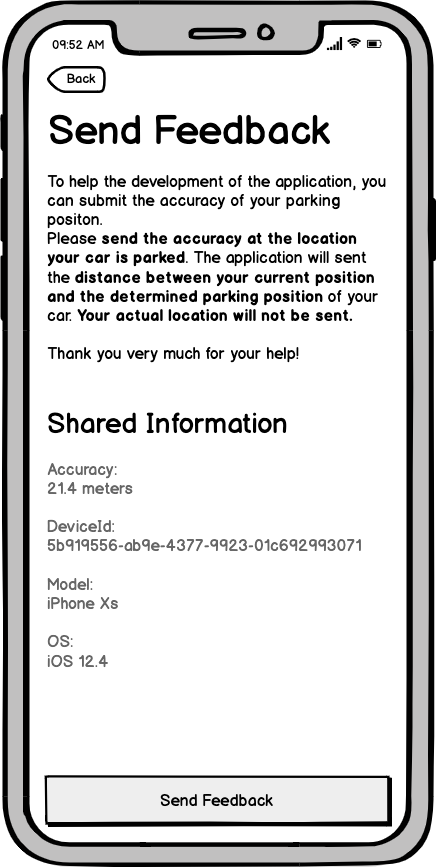 09:52 AM
Back
Send Feedback
To help the development of the application, you
can submit the accuracy of your parking
positon.
Please send the accuracy at the location
your car is parked. The application will sent
the distance between your current position
and the determined parking position of your
car. Your actual location will not be sent.
Thank you very much for your help!
Shared Information
Accuracy:
21.4 meters
DeviceId:
5b919556-ab9e-4377-9923-01c692993071
Model:
iPhone Xs
OS:
iOS 12.4
Send Feedback